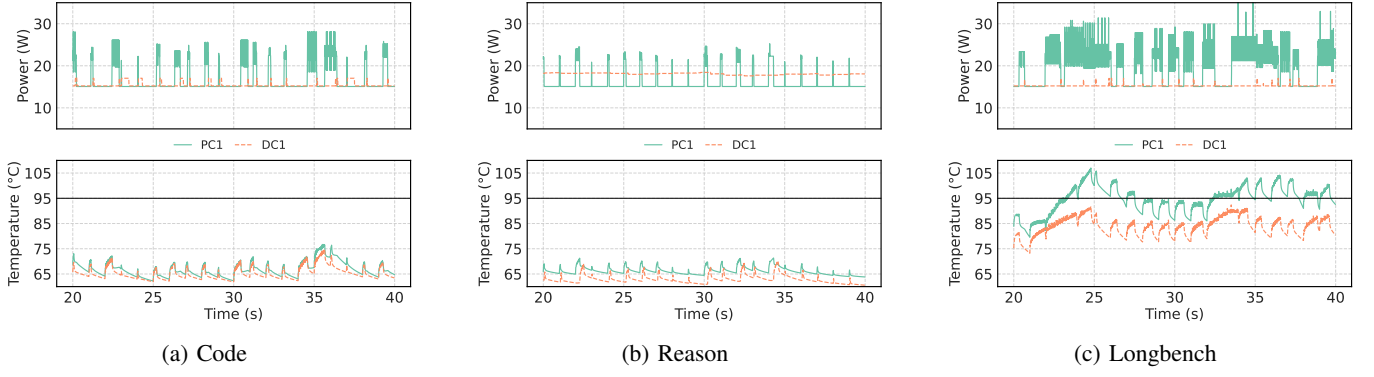 Power (W)
30
20
10
PC1 DC1
Temperature (°C)
105
95
85
75
65
20 25 30 35 40
Time (s)
(a) Code
Power (W)
30
20
10
PC1 DC1
Temperature (°C)
105
95
85
75
65
20 25 30 35 40
Time (s)
(b) Reason
Power (W)
30
20
10
PC1 DC1
Temperature (°C)
105
95
85
75
65
20 25 30 35 40
Time (s)
(c) Longbench